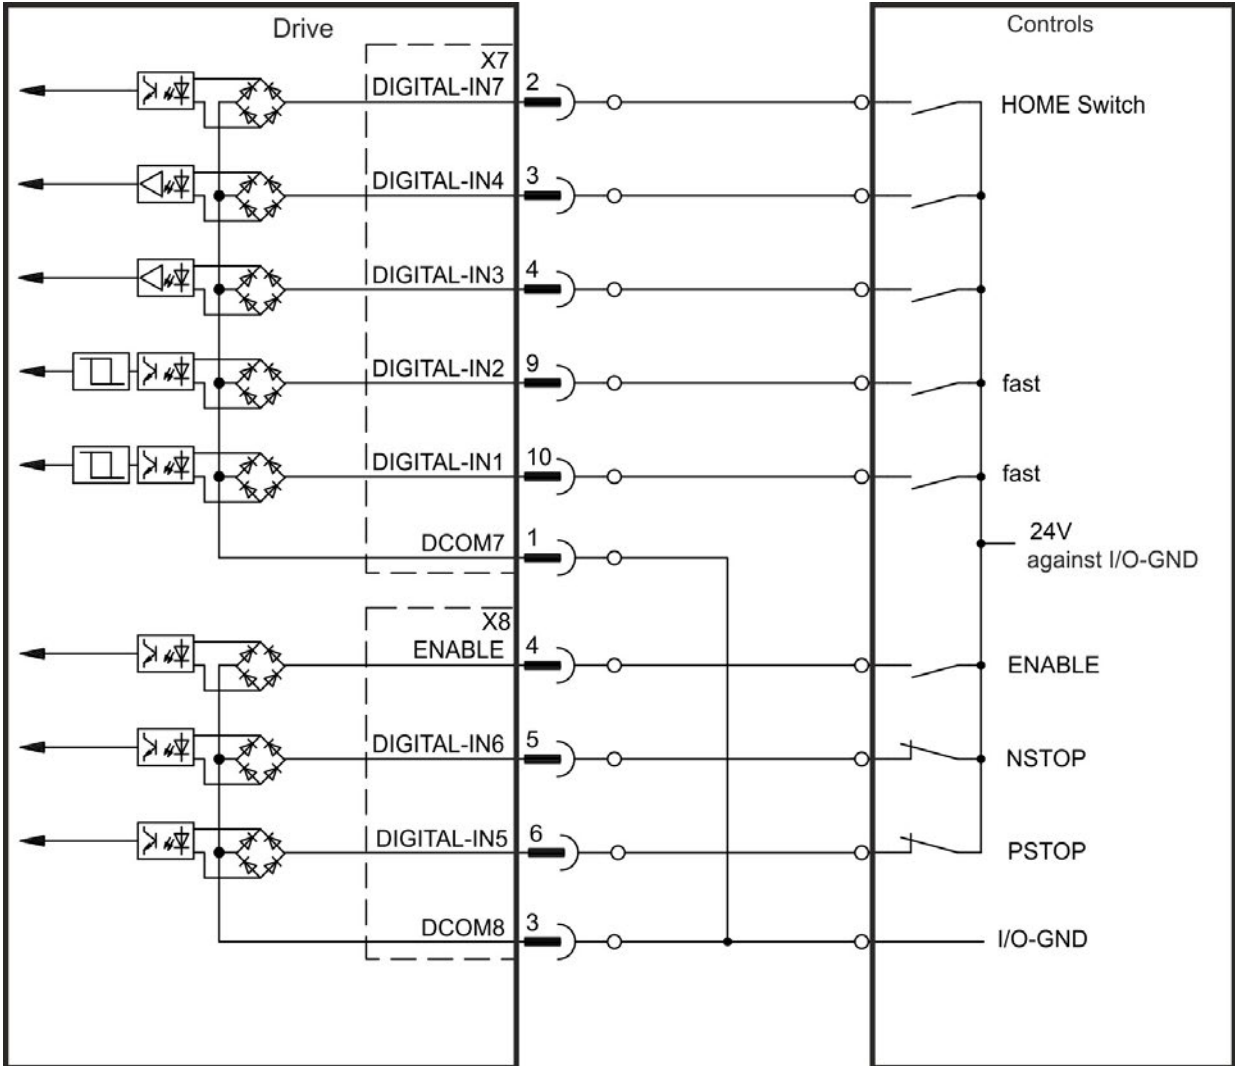 Drive
Controls
X7
DIGITAL-IN7 2
HOME Switch
DIGITAL-IN4 3
DIGITAL-IN3 4
DIGITAL-IN2 9
fast
DIGITAL-IN1 10
fast
DCOM7 1
24V
against I/O-GND
X8
ENABLE 4
ENABLE
DIGITAL-IN6 5
NSTOP
DIGITAL-IN5 6
PSTOP
DCOM8 3
I/O-GND